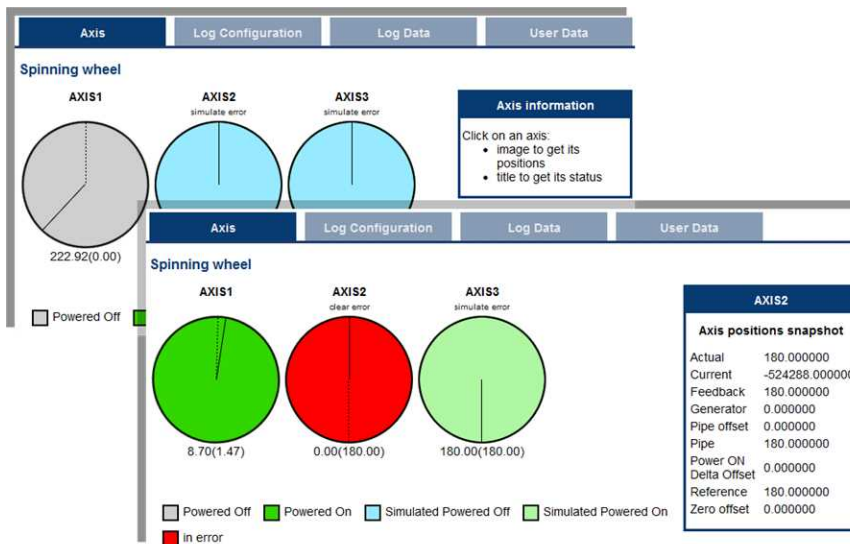 Axis Log Configuration Log Data User Data
Spinning wheel
AXIS1 AXIS2 AXIS3
simulate error simulate error
Axis information
Click on an axis:
• image to get its
positions
• title to get its status
222.92(0.00)
Powered Off
Axis Log Configuration Log Data User Data
Spinning wheel
AXIS1 AXIS2 AXIS3
clear error simulate error
8.70(1.47) 0.00(180.00) 180.00(180.00)
Powered Off Powered On Simulated Powered Off Simulated Powered On
in error
AXIS2
Axis positions snapshot
Actual 180.000000
Current -524288.000000
Feedback 180.000000
Generator 0.000000
Pipe offset 0.000000
Pipe 180.000000
Power ON
Delta Offset 0.000000
Reference 180.000000
Zero offset 0.000000